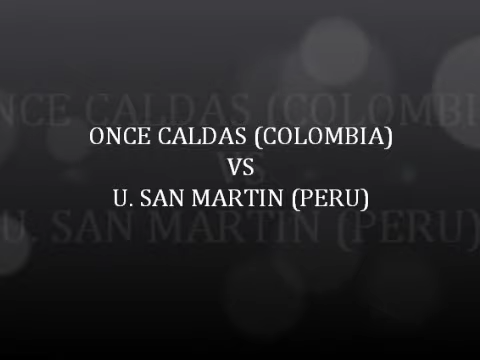 ONCE CALDAS (COLOMBIA)
VS
U. SAN MARTIN (PERU)